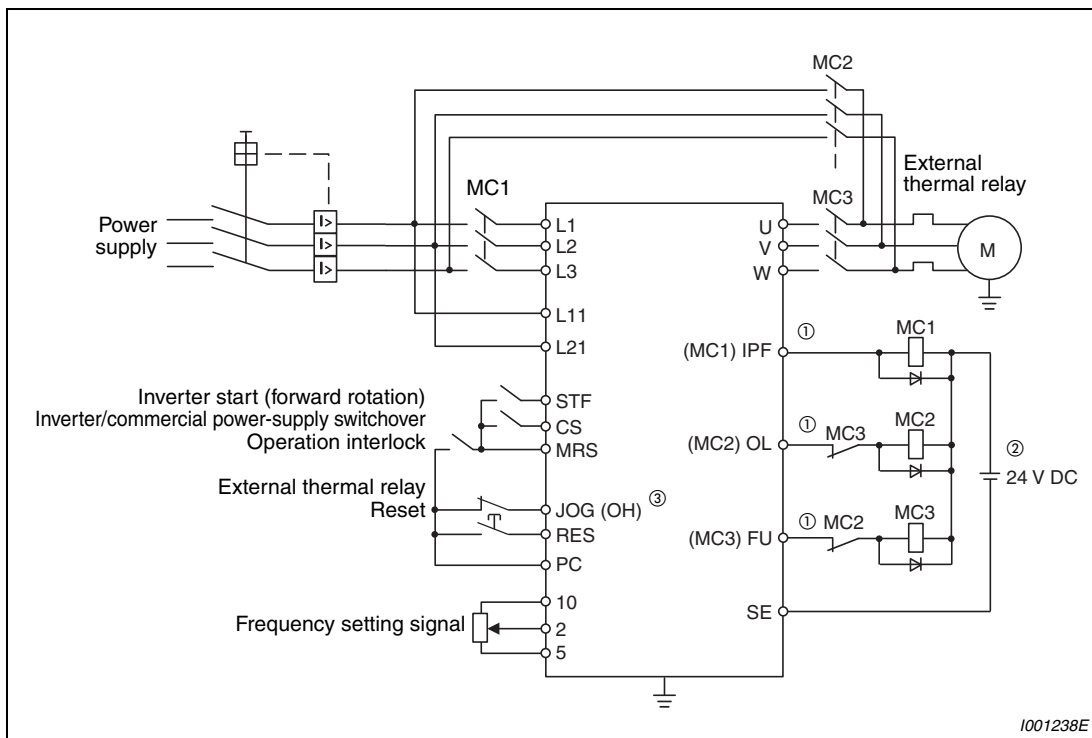 MC2
External
thermal relay
MC1
MC3
Power
supply
I>
I>
I>
L1
L2
L3
U
V
W
M
L11
L21
(MC1) IPF
①
MC1
Inverter start (forward rotation)
Inverter/commercial power-supply switchover
Operation interlock
STF
CS
MRS
(MC2) OL
①
MC3
MC2
②
24 V DC
External thermal relay
Reset
JOG (OH)
③
RES
PC
(MC3) FU
①
MC2
MC3
Frequency setting signal
10
2
5
SE
I001238E